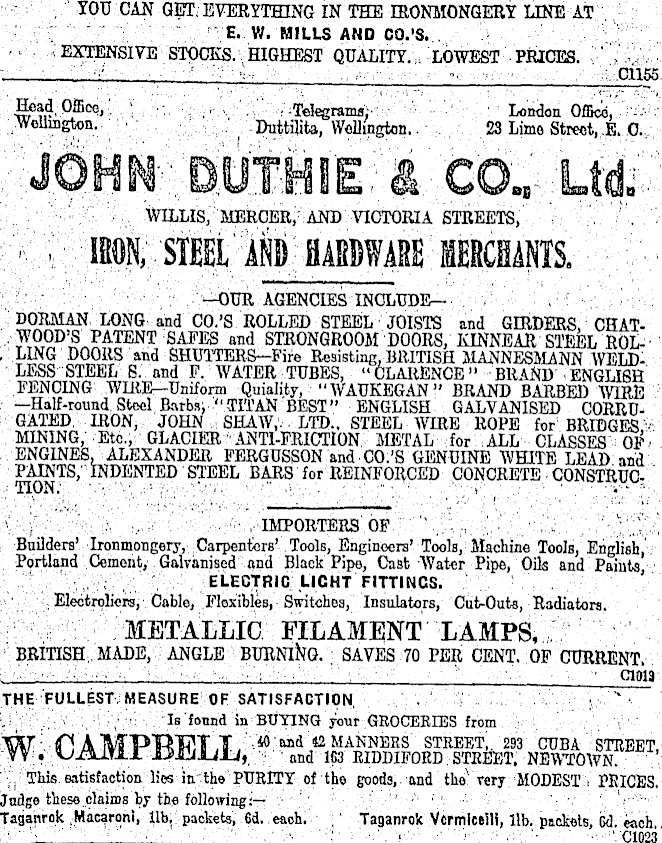 YOU CAN GET EVERYTHING IN THE IRONMONGERY LINE AT
E. W. MILLS AND CO.'S.
EXTENSIVE STOCKS. HIGHEST QUALITY. LOWEST PRICES.
C1155
Head Office, Telegrams, London Office,
Wellington. Duttilita, Wellington. 23 Lime Street, E. C.
JOHN DUTHIE & CO., Ltd.
WILLIS, MERCER, AND VICTORIA STREETS,
IRON, STEEL AND HARDWARE MERCHANTS.
—OUR AGENCIES INCLUDE—
DORMAN LONG and CO.'S ROLLED STEEL JOISTS and GIRDERS, CHAT-
WOOD'S PATENT SAFES and STRONGROOM DOORS, KINNEAR STEEL ROL-
LING DOORS and SHUTTERS—Fire Resisting, BRITISH MANNESMANN WELD-
LESS STEEL S. and F. WATER TUBES, "CLARENCE" BRAND ENGLISH
FENCING WIRE—Uniform Quiality, "WAUKEGAN" BRAND BARBED WIRE
—Half-round Steel Barbs, "TITAN BEST" ENGLISH GALVANISED CORRU-
GATED IRON, JOHN SHAW, LTD., STEEL WIRE ROPE for BRIDGES,
MINING, Etc., GLACIER ANTI-FRICTION METAL for ALL CLASSES OF
ENGINES, ALEXANDER FERGUSSON and CO.'S GENUINE WHITE LEAD and
PAINTS, INDENTED STEEL BARS for REINFORCED CONCRETE CONSTRUC-
TION.
IMPORTERS OF
Builders' Ironmongery, Carpenters' Tools, Engineers' Tools, Machine Tools, English,
Portland Cement, Galvanised and Black Pipe, Cast Water Pipe, Oils and Paints,
ELECTRIC LIGHT FITTINGS.
Electroliers, Cable, Flexibles, Switches, Insulators, Cut-Outs, Radiators.
METALLIC FILAMENT LAMPS,
BRITISH MADE, ANGLE BURNING. SAVES 70 PER CENT. OF CURRENT.
C1013
THE FULLEST MEASURE OF SATISFACTION
Is found in BUYING your GROCERIES from
W. CAMPBELL, 40 and 42 MANNERS STREET, 293 CUBA STREET,
and 163 RIDDIFORD STREET, NEWTOWN.
This satisfaction lies in the PURITY of the goods, and the very MODEST PRICES.
Judge these claims by the following:—
Taganrok Macaroni, 1lb. packets, 6d. each. Taganrok Vermicelli, 1lb. packets, 6d. each.
C1023